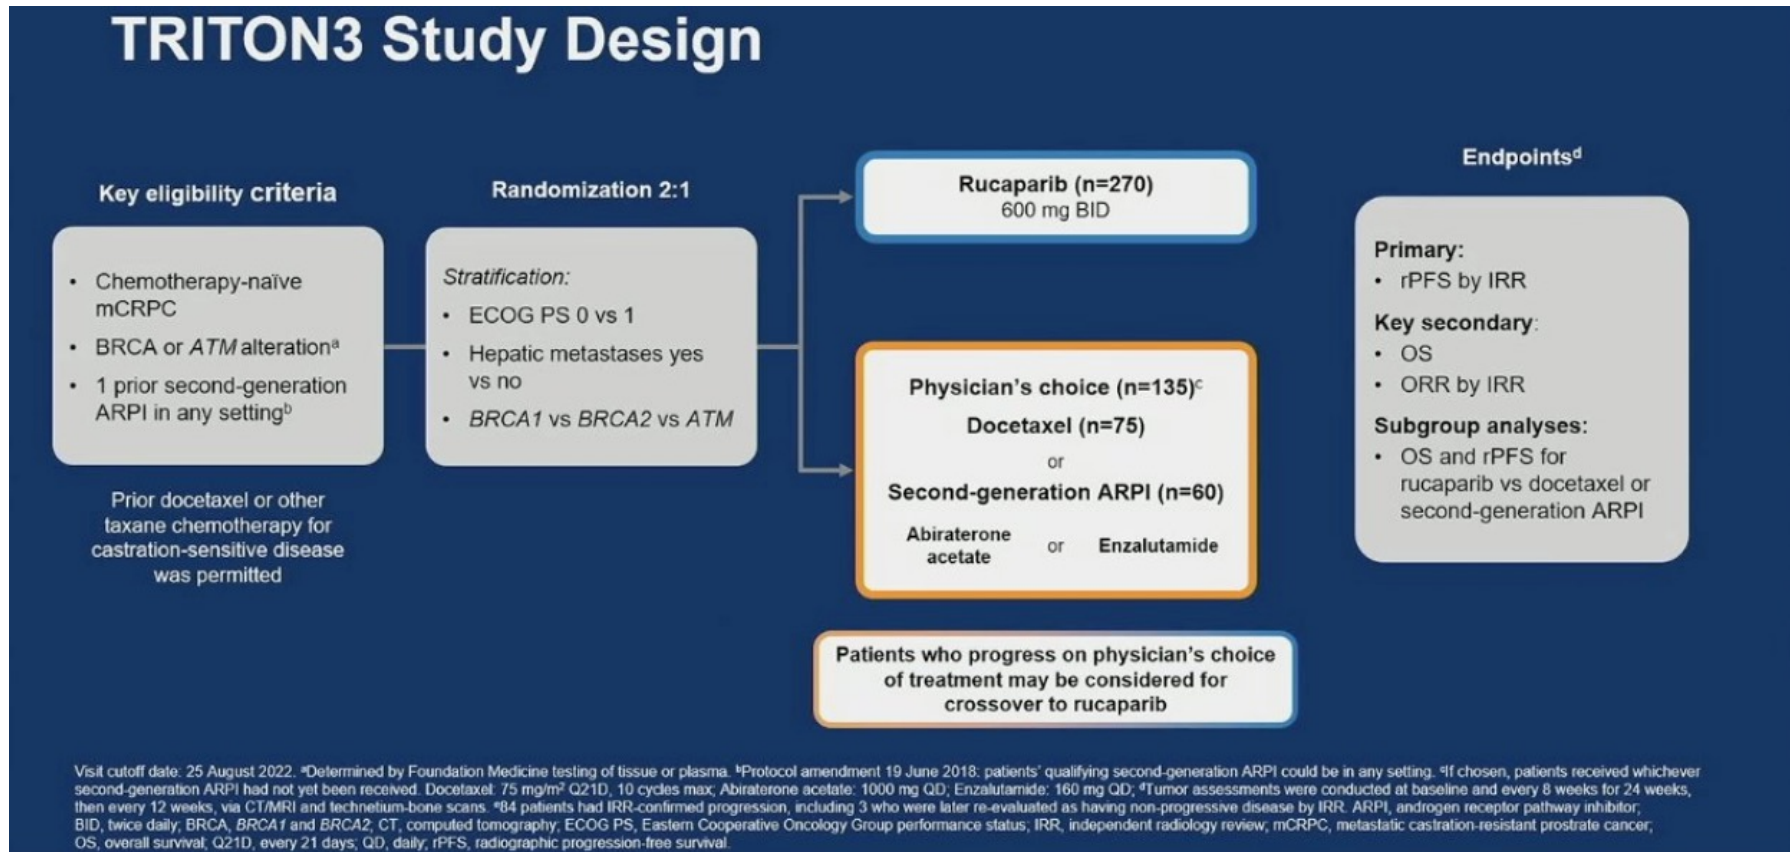 TRITON3 Study Design
Key eligibility criteria
• Chemotherapy-naïve
mCRPC
• BRCA or ATM alterationᵃ
• 1 prior second-generation
ARPI in any settingᵇ
Prior docetaxel or other
taxane chemotherapy for
castration-sensitive disease
was permitted
Randomization 2:1
Stratification:
• ECOG PS 0 vs 1
• Hepatic metastases yes
vs no
• BRCA1 vs BRCA2 vs ATM
Rucaparib (n=270)
600 mg BID
Physician's choice (n=135)ᶜ
Docetaxel (n=75)
or
Second-generation ARPI (n=60)
Abiraterone
acetate
or
Enzalutamide
Patients who progress on physician's choice
of treatment may be considered for
crossover to rucaparib
Endpointsᵈ
Primary:
• rPFS by IRR
Key secondary:
• OS
• ORR by IRR
Subgroup analyses:
• OS and rPFS for
rucaparib vs docetaxel or
second-generation ARPI
Visit cutoff date: 25 August 2022. ᵃDetermined by Foundation Medicine testing of tissue or plasma. ᵇProtocol amendment 19 June 2018: patients' qualifying second-generation ARPI could be in any setting. ᶜIf chosen, patients received whichever
second-generation ARPI had not yet been received. Docetaxel: 75 mg/m² Q21D, 10 cycles max; Abiraterone acetate: 1000 mg QD; Enzalutamide: 160 mg QD; ᵈTumor assessments were conducted at baseline and every 8 weeks for 24 weeks,
then every 12 weeks, via CT/MRI and technetium-bone scans. ᵉ84 patients had IRR-confirmed progression, including 3 who were later re-evaluated as having non-progressive disease by IRR. ARPI, androgen receptor pathway inhibitor;
BID, twice daily; BRCA, BRCA1 and BRCA2; CT, computed tomography; ECOG PS, Eastern Cooperative Oncology Group performance status; IRR, independent radiology review; mCRPC, metastatic castration-resistant prostrate cancer;
OS, overall survival; Q21D, every 21 days; QD, daily; rPFS, radiographic progression-free survival.